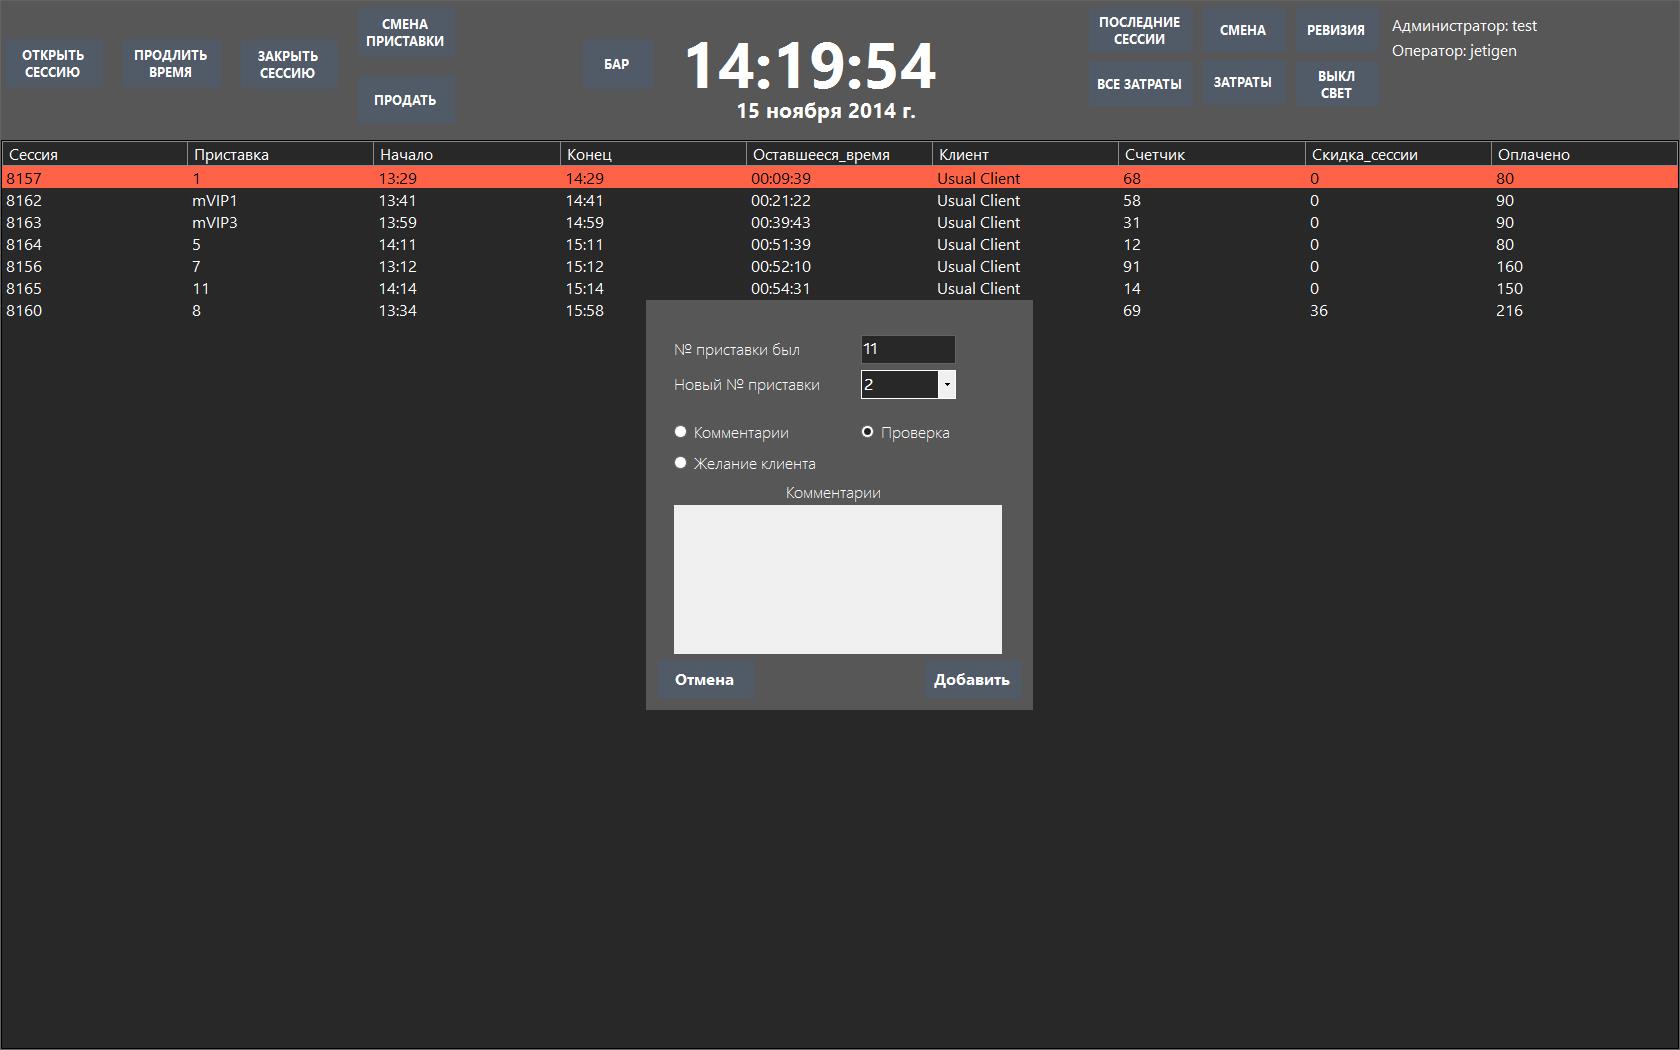 ОТКРЫТЬ
СЕССИЮ
ПРОДЛИТЬ
ВРЕМЯ
ЗАКРЫТЬ
СЕССИЮ
СМЕНА
ПРИСТАВКИ
ПРОДАТЬ
БАР
14:19:54
15 ноября 2014 г.
ПОСЛЕДНИЕ
СЕССИИ
СМЕНА
РЕВИЗИЯ
ВСЕ ЗАТРАТЫ
ЗАТРАТЫ
ВЫКЛ
СВЕТ
Администратор: test
Оператор: jetigen
Сессия Приставка Начало Конец Оставшееся_время Клиент Счетчик Скидка_сессии Оплачено
8157 1 13:29 14:29 00:09:39 Usual Client 68 0 80
8162 mVIP1 13:41 14:41 00:21:22 Usual Client 58 0 90
8163 mVIP3 13:59 14:59 00:39:43 Usual Client 31 0 90
8164 5 14:11 15:11 00:51:39 Usual Client 12 0 80
8156 7 13:12 15:12 00:52:10 Usual Client 91 0 160
8165 11 14:14 15:14 00:54:31 Usual Client 14 0 150
8160 8 13:34 15:58 69 36 216
№ приставки был 11
Новый № приставки 2
Комментарии Проверка
Желание клиента
Комментарии
Отмена Добавить